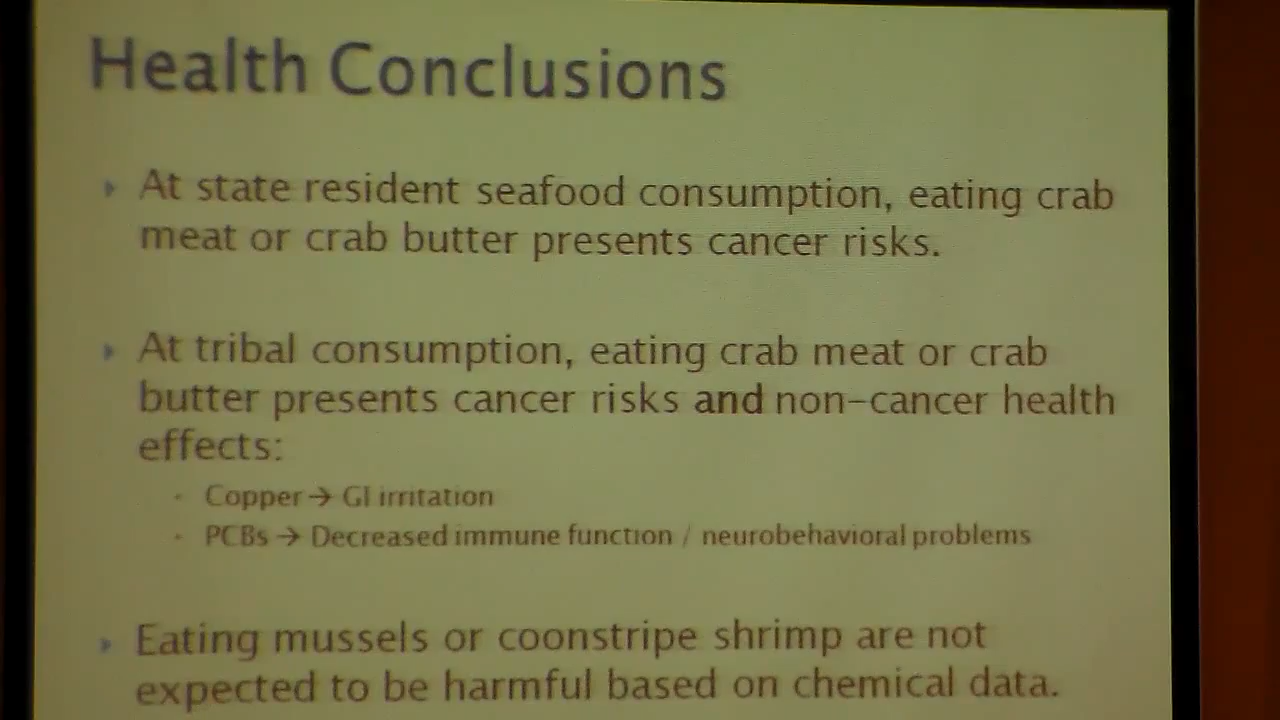 Health Conclusions
At state resident seafood consumption, eating crab
meat or crab butter presents cancer risks.
At tribal consumption, eating crab meat or crab
butter presents cancer risks and non-cancer health
effects:
Copper → GI irritation
PCBs → Decreased immune function / neurobehavioral problems
Eating mussels or coonstripe shrimp are not
expected to be harmful based on chemical data.